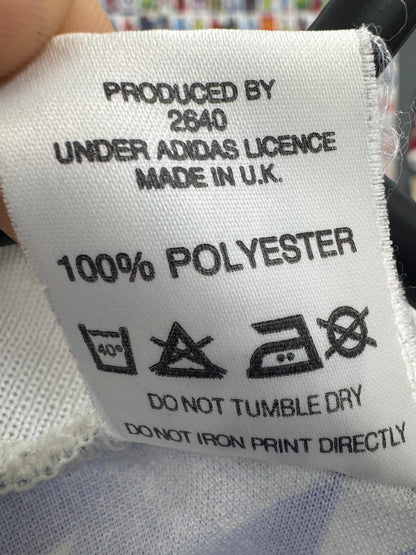 PRODUCED BY
2640
UNDER ADIDAS LICENCE
MADE IN U.K.
100% POLYESTER
40°
DO NOT TUMBLE DRY
DO NOT IRON PRINT DIRECTLY